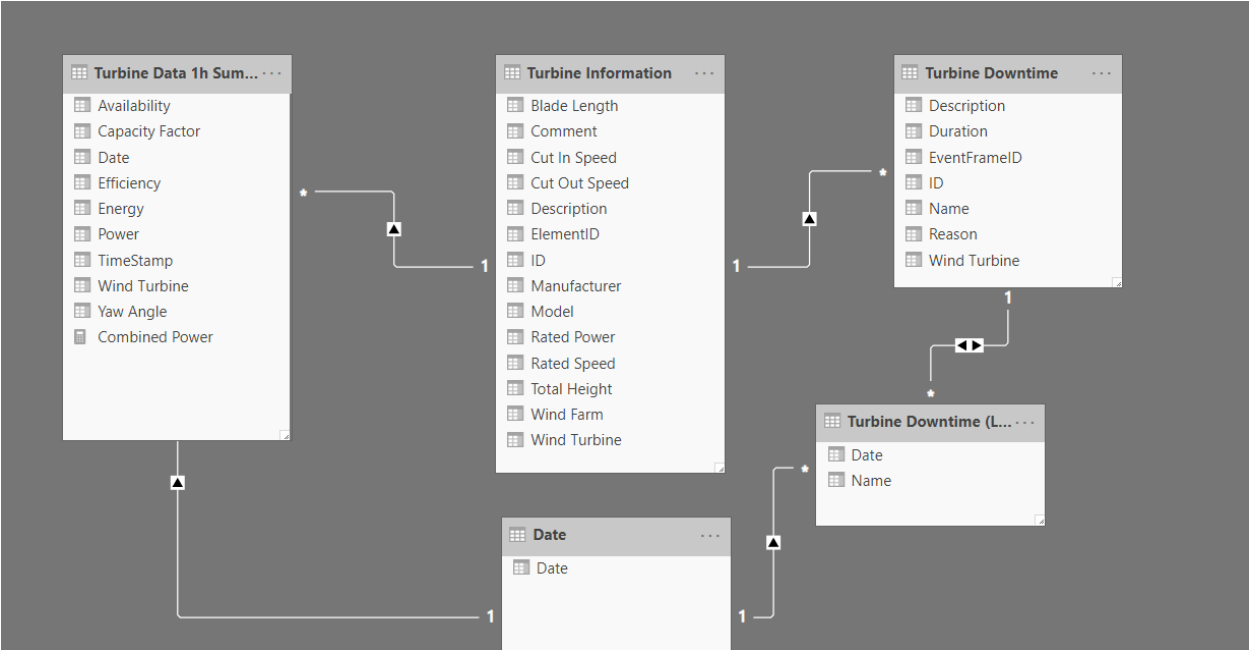 Turbine Data 1h Sum... ...
Availability
Capacity Factor
Date
Efficiency
Energy
Power
TimeStamp
Wind Turbine
Yaw Angle
Combined Power
*
1
Turbine Information ...
Blade Length
Comment
Cut In Speed
Cut Out Speed
Description
ElementID
ID
Manufacturer
Model
Rated Power
Rated Speed
Total Height
Wind Farm
Wind Turbine
1
*
Turbine Downtime ...
Description
Duration
EventFrameID
ID
Name
Reason
Wind Turbine
1
*
Turbine Downtime (L... ...
Date
Name
*
Date ...
Date
1
1